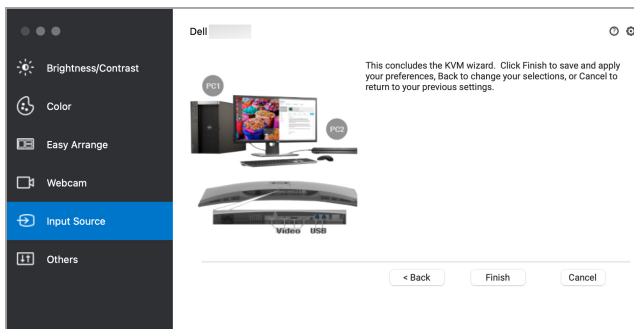 Dell
Brightness/Contrast
Color
Easy Arrange
Webcam
Input Source
Others
PC1
PC2
Video USB
This concludes the KVM wizard. Click Finish to save and apply
your preferences, Back to change your selections, or Cancel to
return to your previous settings.
< Back
Finish
Cancel